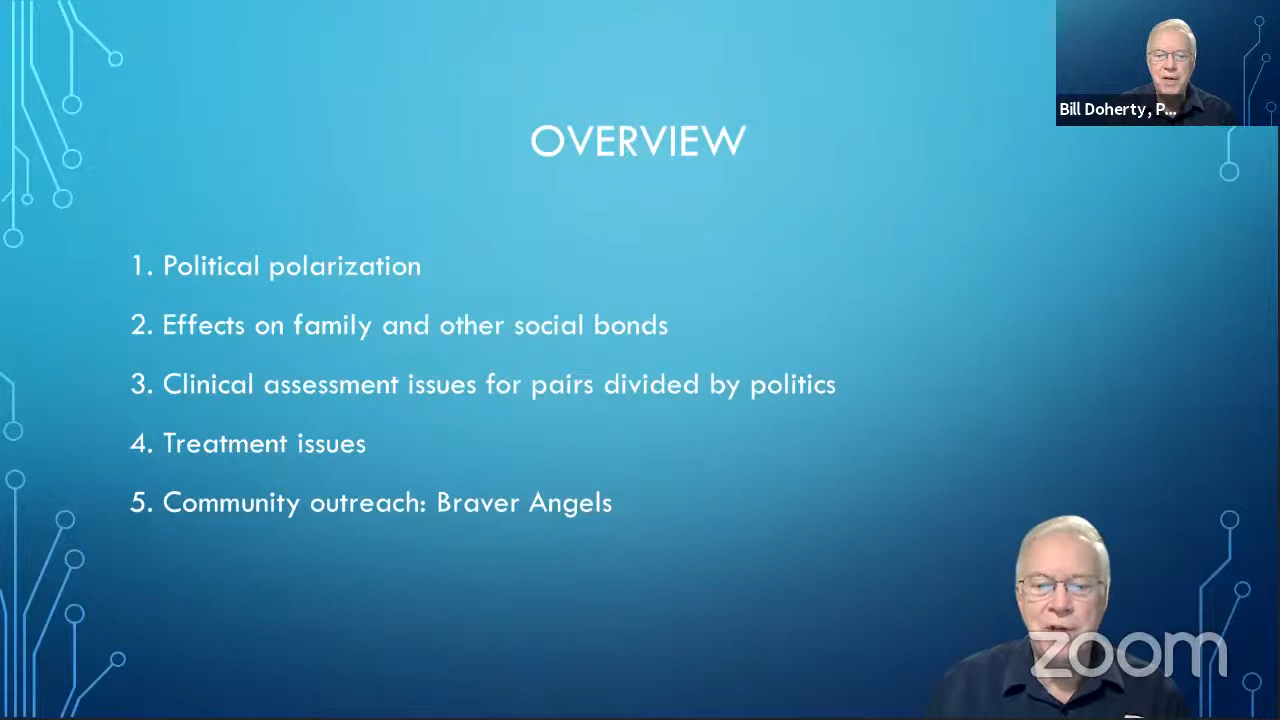 Bill Doherty, P...
OVERVIEW
1. Political polarization
2. Effects on family and other social bonds
3. Clinical assessment issues for pairs divided by politics
4. Treatment issues
5. Community outreach: Braver Angels
zoom